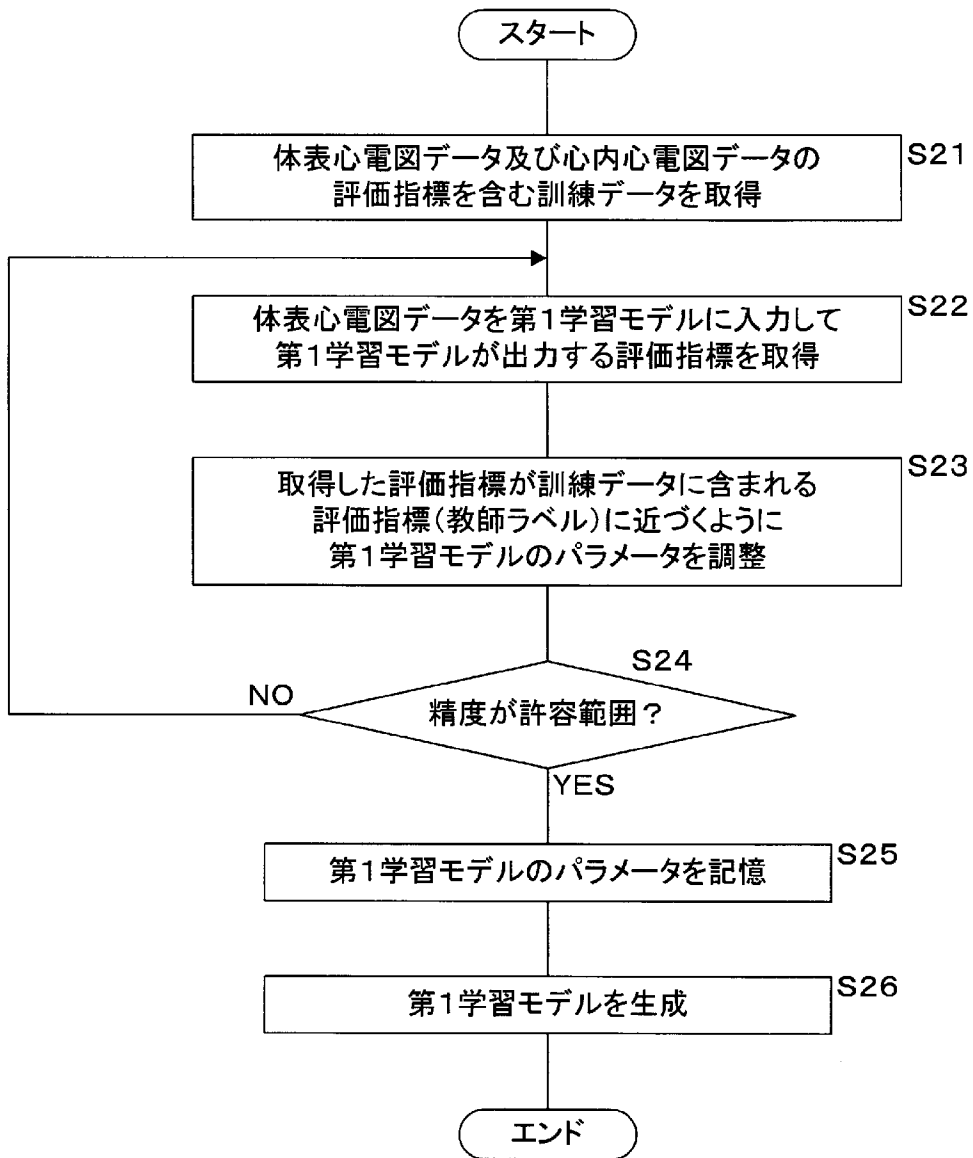 スタート
体表心電図データ及び心内心電図データの
評価指標を含む訓練データを取得
S21
体表心電図データを第1学習モデルに入力して
第1学習モデルが出力する評価指標を取得
S22
取得した評価指標が訓練データに含まれる
評価指標(教師ラベル)に近づくように
第1学習モデルのパラメータを調整
S23
S24
NO
精度が許容範囲?
YES
第1学習モデルのパラメータを記憶
S25
第1学習モデルを生成
S26
エンド